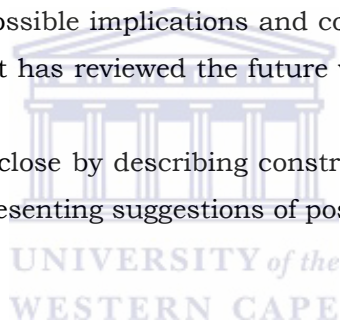 ossible implications and co
t has reviewed the future
close by describing constr
esenting suggestions of pos
UNIVERSITY of the
WESTERN CAPE